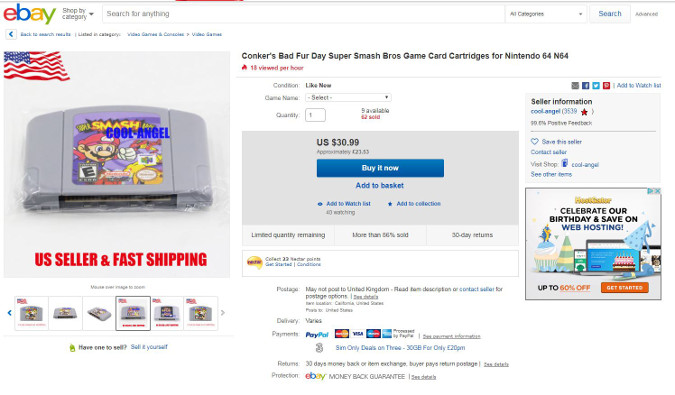 ebay
Shop by category
Search for anything
All Categories
Search
Advanced
Back to search results | Listed in category: Video Games & Consoles > Video Games
SMASH
COOL-ANGEL
E
US SELLER & FAST SHIPPING
Mouse over image to zoom
Have one to sell? Sell it yourself
Conker's Bad Fur Day Super Smash Bros Game Card Cartridges for Nintendo 64 N64
18 viewed per hour
Condition: Like New
Game Name: - Select -
Quantity: 1
9 available
62 sold
US $30.99
Approximately £23.53
Buy it now
Add to basket
Add to Watch list
Add to collection
63 watching
Limited quantity remaining
More than 86% sold
30-day returns
Collect 33 Nectar points
Get Started | Conditions
Postage: May not post to United Kingdom - Read item description or contact seller for
postage options. | See details
Item location: California, United States
Posts to: United States
Delivery: Varies
Payments: PayPal VISA Processed by PayPal | See payment information
Sim Only Deals on Three - 30GB For Only £20pm
Returns: 30 days money back or item exchange, buyer pays return postage | See details
Protection: ebay MONEY BACK GUARANTEE | See details
| Add to Watch list
Seller information
cool.angel (3539
99.6% Positive Feedback
Save this seller
Contact seller
Visit Shop: cool-angel
See other items
HostGator
CELEBRATE OUR
BIRTHDAY & SAVE ON
WEB HOSTING!
UP TO 60% OFF
GET STARTED